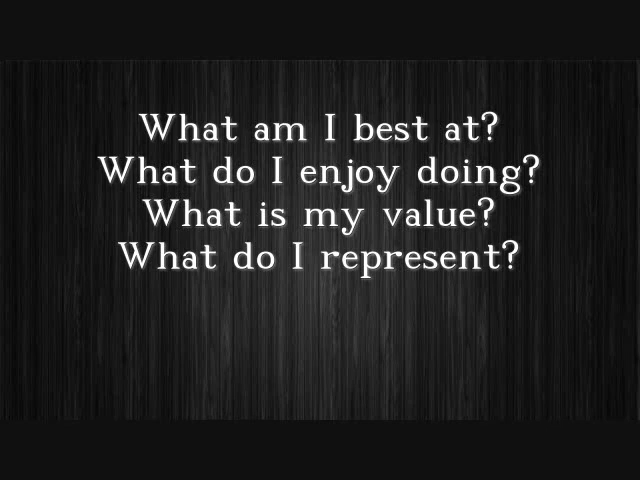 What am I best at?
What do I enjoy doing?
What is my value?
What do I represent?